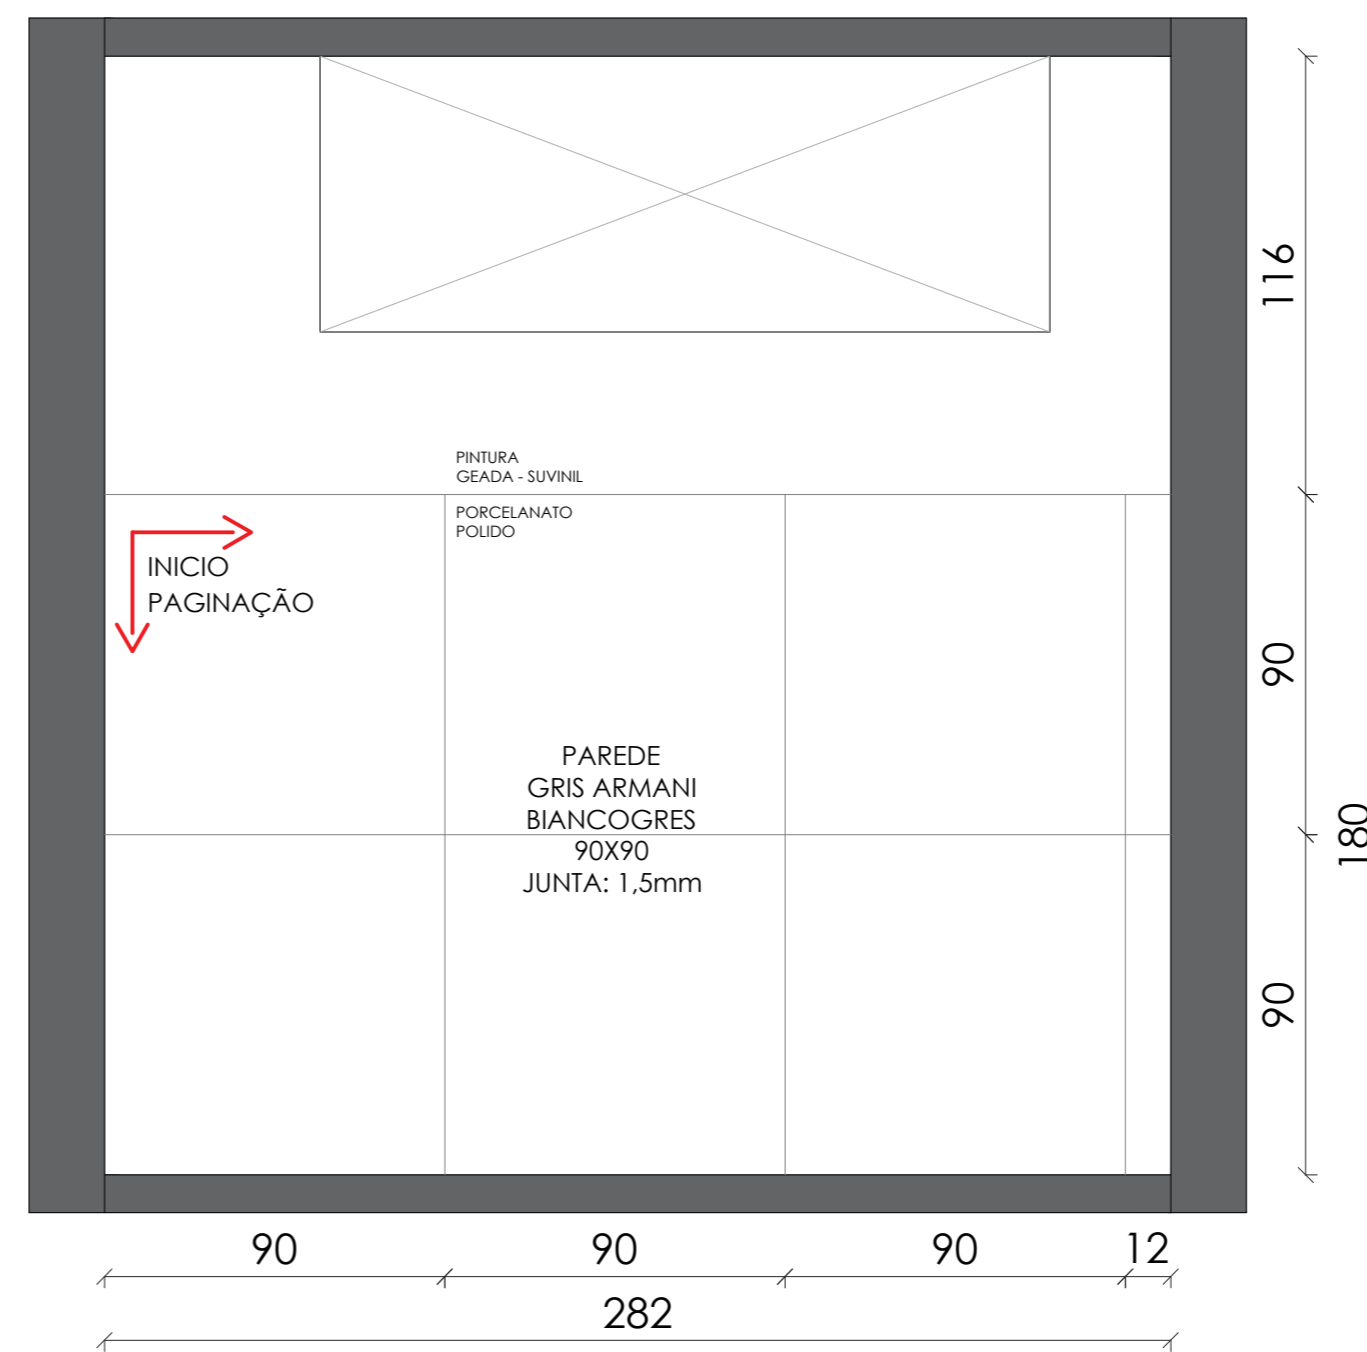 116
PINTURA
GEADA - SUVINIL
PORCELANATO
POLIDO
INICIO
PAGINAÇÃO
90
PAREDE
GRIS ARMANI
BIANCOGRES
90X90
JUNTA: 1,5mm
180
90
90 90 90 12
282